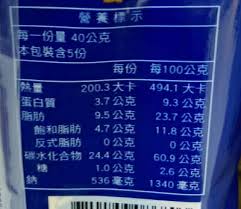 營養標示
每一份量 40公克
本包裝含5份
每份 每100公克
熱量 200.3 大卡 494.1 大卡
蛋白質 3.7 公克 9.3 公克
脂肪 9.5 公克 23.7 公克
飽和脂肪 4.7 公克 11.8 公克
反式脂肪 0 公克 0 公克
碳水化合物 24.4 公克 60.9 公克
糖 1.0 公克 2.6 公克
鈉 536 毫克 1340 毫克